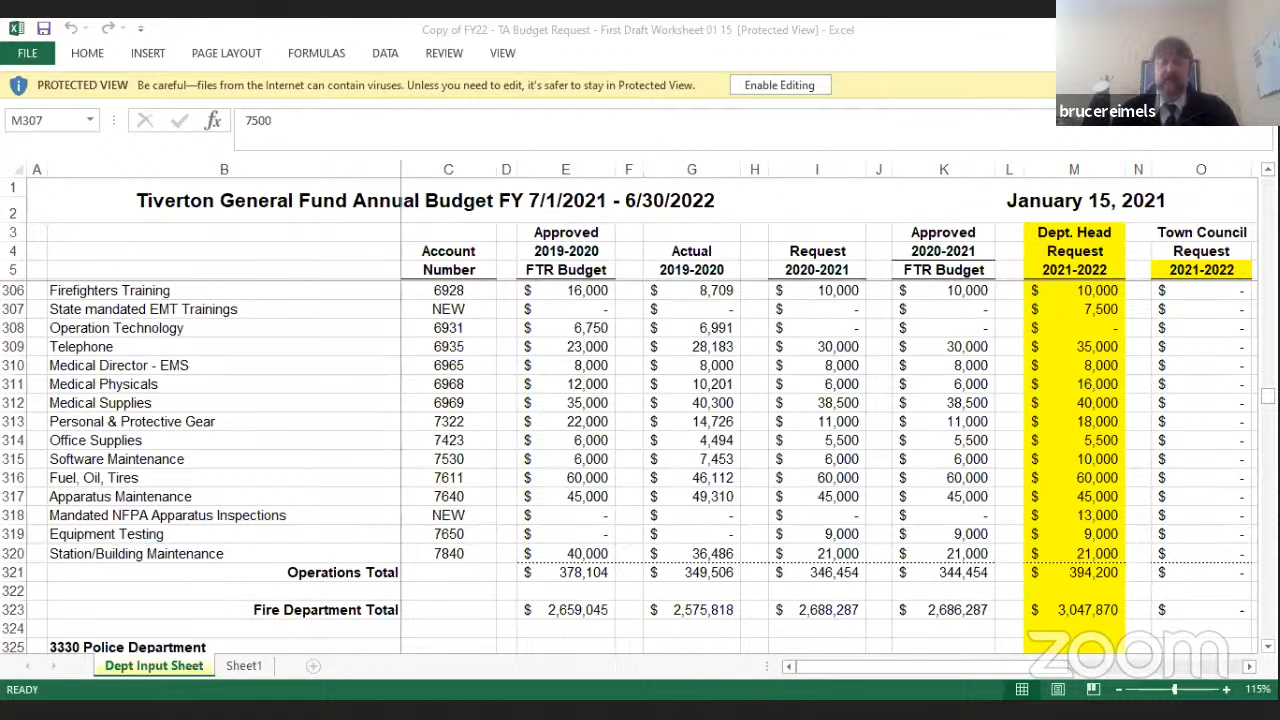 Copy of FY22 - TA Budget Request - First Draft Worksheet 01 15 [Protected View] - Excel
FILE HOME INSERT PAGE LAYOUT FORMULAS DATA REVIEW VIEW
PROTECTED VIEW Be careful—files from the Internet can contain viruses. Unless you need to edit, it's safer to stay in Protected View. Enable Editing
brucereimels
M307 fx 7500
A B C D E F G H I J K L M N O
1
Tiverton General Fund Annual Budget FY 7/1/2021 - 6/30/2022 January 15, 2021
2
3 Approved Approved Dept. Head Town Council
4 Account 2019-2020 Actual Request 2020-2021 Request Request
5 Number FTR Budget 2019-2020 2020-2021 FTR Budget 2021-2022 2021-2022
306 Firefighters Training 6928 $ 16,000 $ 8,709 $ 10,000 $ 10,000 $ 10,000 $ -
307 State mandated EMT Trainings NEW $ - $ - $ - $ - $ 7,500 $ -
308 Operation Technology 6931 $ 6,750 $ 6,991 $ - $ - $ - $ -
309 Telephone 6935 $ 23,000 $ 28,183 $ 30,000 $ 30,000 $ 35,000 $ -
310 Medical Director - EMS 6965 $ 8,000 $ 8,000 $ 8,000 $ 8,000 $ 8,000 $ -
311 Medical Physicals 6968 $ 12,000 $ 10,201 $ 6,000 $ 6,000 $ 16,000 $ -
312 Medical Supplies 6969 $ 35,000 $ 40,300 $ 38,500 $ 38,500 $ 40,000 $ -
313 Personal & Protective Gear 7322 $ 22,000 $ 14,726 $ 11,000 $ 11,000 $ 18,000 $ -
314 Office Supplies 7423 $ 6,000 $ 4,494 $ 5,500 $ 5,500 $ 5,500 $ -
315 Software Maintenance 7530 $ 6,000 $ 7,453 $ 6,000 $ 6,000 $ 10,000 $ -
316 Fuel, Oil, Tires 7611 $ 60,000 $ 46,112 $ 60,000 $ 60,000 $ 60,000 $ -
317 Apparatus Maintenance 7640 $ 45,000 $ 49,310 $ 45,000 $ 45,000 $ 45,000 $ -
318 Mandated NFPA Apparatus Inspections NEW $ - $ - $ - $ - $ 13,000 $ -
319 Equipment Testing 7650 $ - $ - $ 9,000 $ 9,000 $ 9,000 $ -
320 Station/Building Maintenance 7840 $ 40,000 $ 36,486 $ 21,000 $ 21,000 $ 21,000 $ -
321 Operations Total $ 378,104 $ 349,506 $ 346,454 $ 344,454 $ 394,200 $ -
322
323 Fire Department Total $ 2,659,045 $ 2,575,818 $ 2,688,287 $ 2,686,287 $ 3,047,870 $ -
324
325 3330 Police Department
zoom
Dept Input Sheet Sheet1
READY 115%